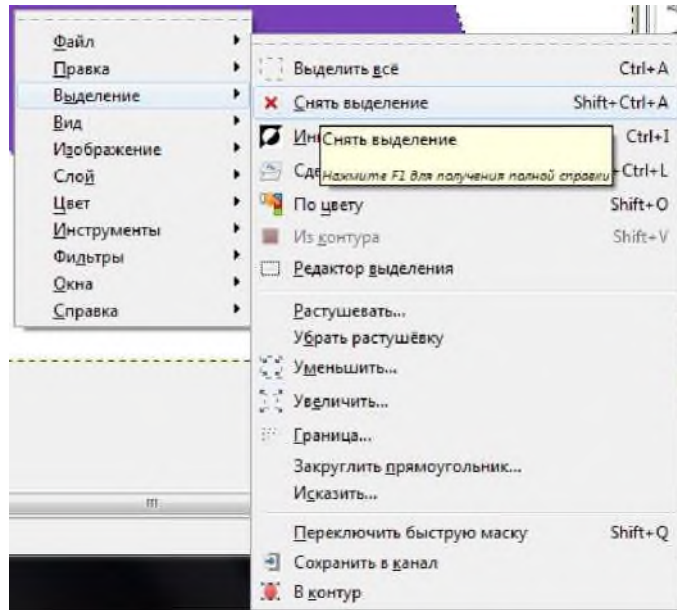 Файл
Правка
Выделение
Вид
Изображение
Слой
Цвет
Инструменты
Фильтры
Окна
Справка
Выделить всё Ctrl+A
Снять выделение Shift+Ctrl+A
Ин Ctrl+I
Снять выделение
Сде +Ctrl+L
Нажмите F1 для получения полной справки
По цвету Shift+O
Из контура Shift+V
Редактор выделения
Растушевать...
Убрать растушёвку
Уменьшить...
Увеличить...
Граница...
Закруглить прямоугольник...
Исказить...
Переключить быструю маску Shift+Q
Сохранить в канал
В контур